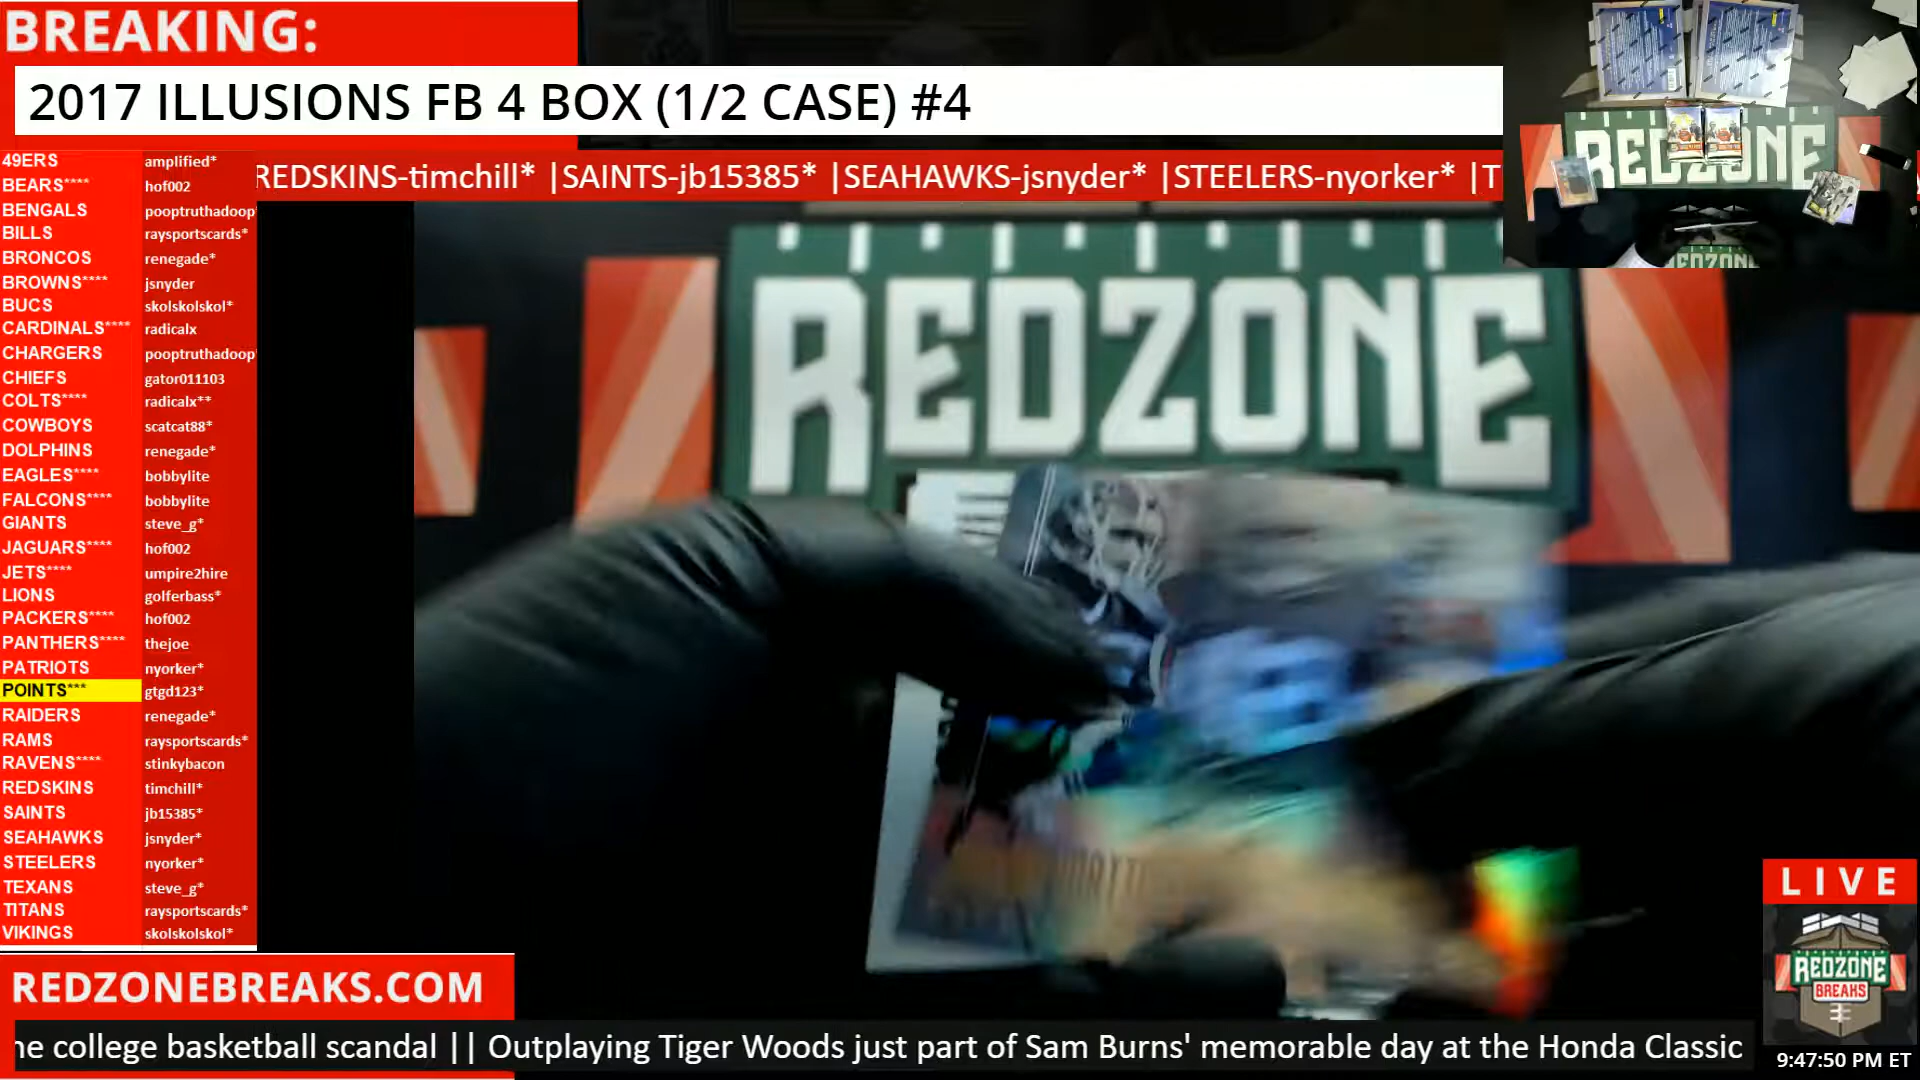 BREAKING:
2017 ILLUSIONS FB 4 BOX (1/2 CASE) #4
REDSKINS-timchill* |SAINTS-jb15385* |SEAHAWKS-jsnyder* |STEELERS-nyorker* |T
49ERS amplified*
BEARS**** hof002
BENGALS pooptruthadoop
BILLS raysportscards*
BRONCOS renegade*
BROWNS**** jsnyder
BUCS skolskolskol*
CARDINALS**** radicalx
CHARGERS pooptruthadoop
CHIEFS gator011103
COLTS**** radicalx**
COWBOYS scatcat88*
DOLPHINS renegade*
EAGLES**** bobbylite
FALCONS**** bobbylite
GIANTS steve_g*
JAGUARS**** hof002
JETS**** umpire2hire
LIONS golferbass*
PACKERS**** hof002
PANTHERS**** thejoe
PATRIOTS nyorker*
POINTS*** gtgd123*
RAIDERS renegade*
RAMS raysportscards*
RAVENS**** stinkybacon
REDSKINS timchill*
SAINTS jb15385*
SEAHAWKS jsnyder*
STEELERS nyorker*
TEXANS steve_g*
TITANS raysportscards*
VIKINGS skolskolskol*
REDZONE
REDZONE
REDZONE
LIVE
REDZONE
BREAKS
REDZONEBREAKS.COM
he college basketball scandal || Outplaying Tiger Woods just part of Sam Burns' memorable day at the Honda Classic
9:47:50 PM ET